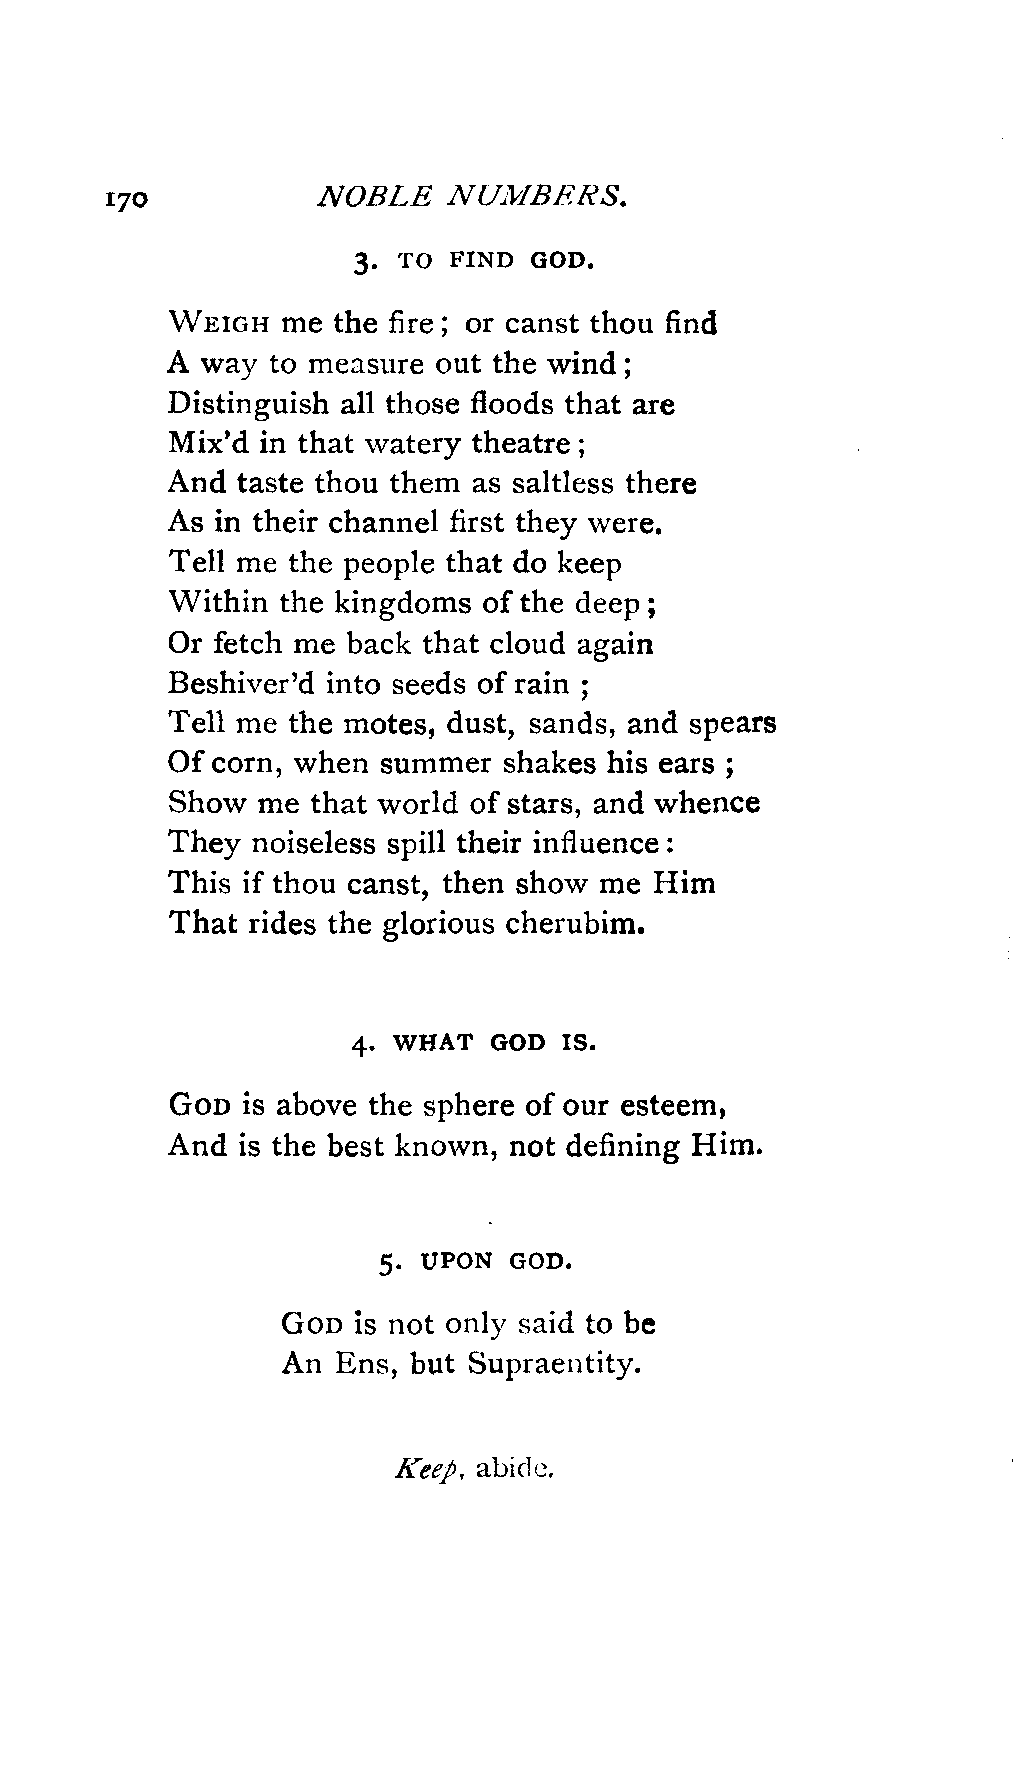 170 NOBLE NUMBERS.
3. TO FIND GOD.
WEIGH me the fire; or canst thou find
A way to measure out the wind;
Distinguish all those floods that are
Mix'd in that watery theatre;
And taste thou them as saltless there
As in their channel first they were.
Tell me the people that do keep
Within the kingdoms of the deep;
Or fetch me back that cloud again
Beshiver'd into seeds of rain ;
Tell me the motes, dust, sands, and spears
Of corn, when summer shakes his ears ;
Show me that world of stars, and whence
They noiseless spill their influence:
This if thou canst, then show me Him
That rides the glorious cherubim.
4. WHAT GOD IS.
GOD is above the sphere of our esteem,
And is the best known, not defining Him.
5. UPON GOD.
GOD is not only said to be
An Ens, but Supraentity.
Keep, abide.